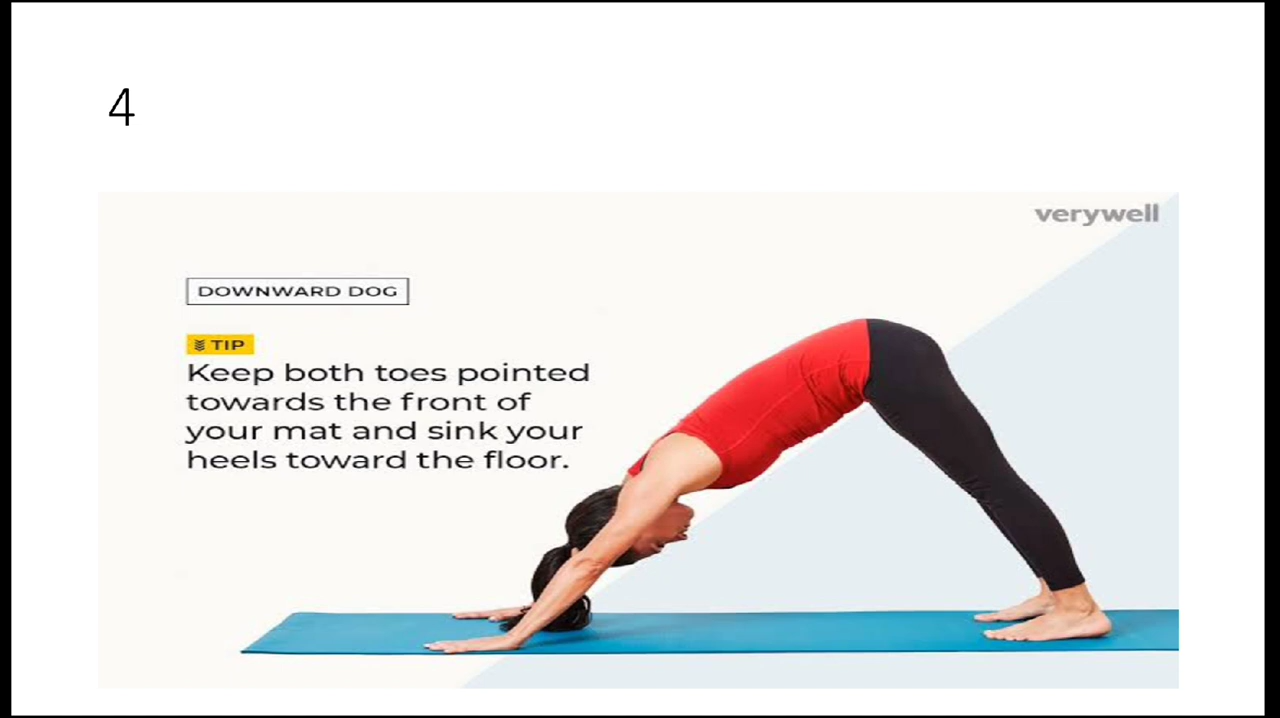 4
verywell
DOWNWARD DOG
TIP
Keep both toes pointed
towards the front of
your mat and sink your
heels toward the floor.